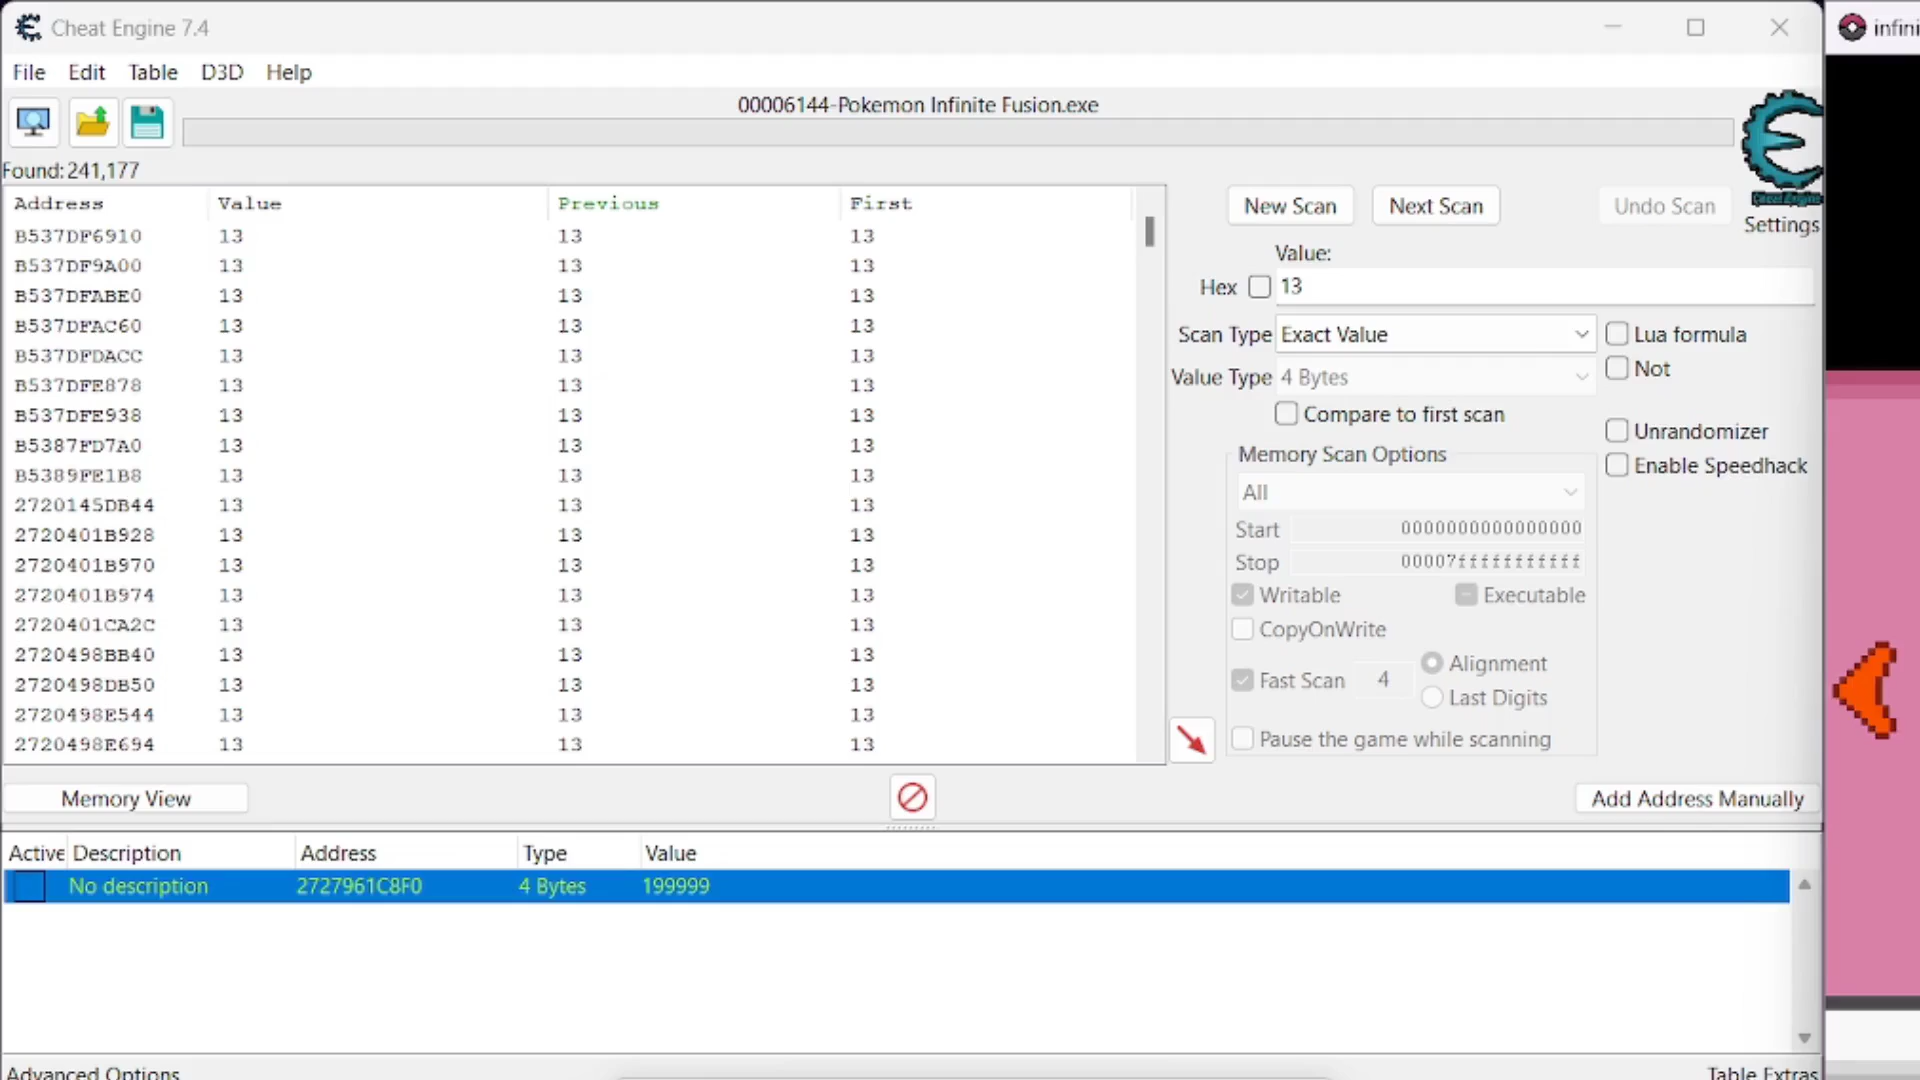 Cheat Engine 7.4
infini
File Edit Table D3D Help
00006144-Pokemon Infinite Fusion.exe
Found: 241,177
Cheat Engine
Settings
Address Value Previous First
B537DF6910 13 13 13
B537DF9A00 13 13 13
B537DFABE0 13 13 13
B537DFAC60 13 13 13
B537DFDACC 13 13 13
B537DFE878 13 13 13
B537DFE938 13 13 13
B5387FD7A0 13 13 13
B5389FE1B8 13 13 13
2720145DB44 13 13 13
2720401B928 13 13 13
2720401B970 13 13 13
2720401B974 13 13 13
2720401CA2C 13 13 13
2720498BB40 13 13 13
2720498DB50 13 13 13
2720498E544 13 13 13
2720498E694 13 13 13
New Scan Next Scan Undo Scan
Value:
Hex 13
Scan Type Exact Value Lua formula
Value Type 4 Bytes Not
Compare to first scan
Unrandomizer
Enable Speedhack
Memory Scan Options
All
Start 0000000000000000
Stop 00007fffffffffff
Writable Executable
CopyOnWrite
Fast Scan 4 Alignment
Last Digits
Pause the game while scanning
Memory View Add Address Manually
Active Description Address Type Value
No description 2727961C8F0 4 Bytes 199999
Advanced Options Table Extras